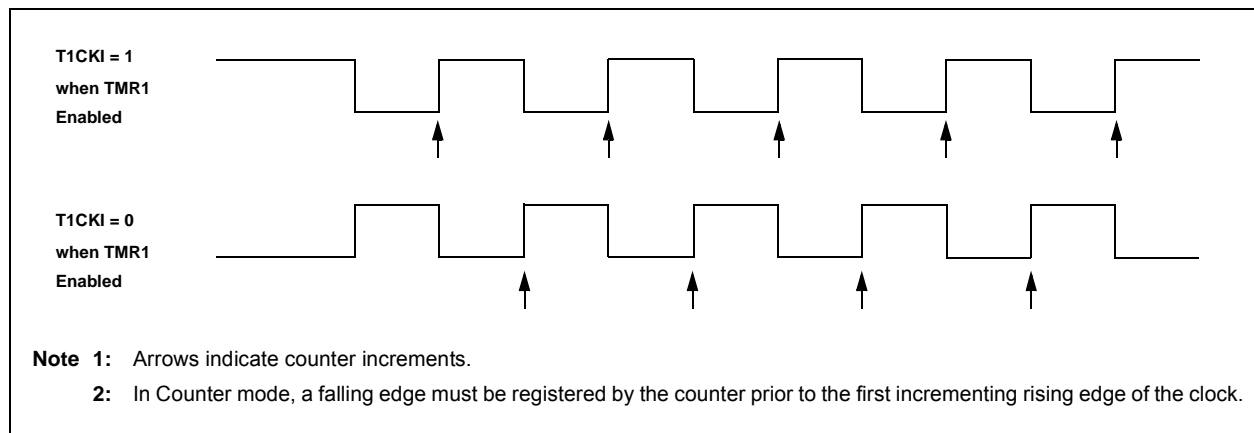 T1CKI = 1
when TMR1
Enabled
T1CKI = 0
when TMR1
Enabled
Note 1: Arrows indicate counter increments.
2: In Counter mode, a falling edge must be registered by the counter prior to the first incrementing rising edge of the clock.